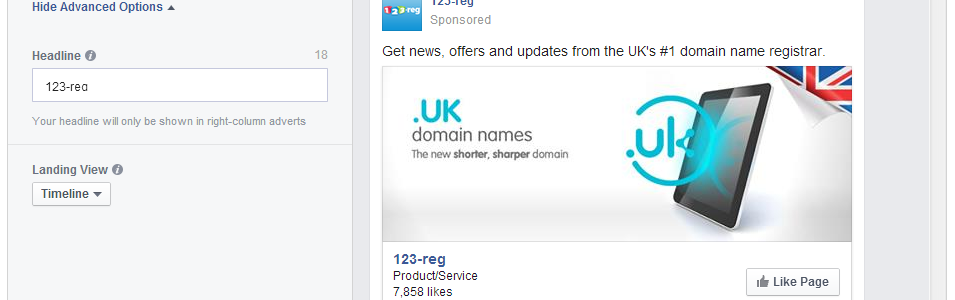 Hide Advanced Options
Headline
18
123-reg
Your headline will only be shown in right-column adverts
Landing View
Timeline
123-reg
123-reg
Sponsored
Get news, offers and updates from the UK's #1 domain name registrar.
.UK
domain names
The new shorter, sharper domain
.uk
123-reg
Product/Service
7,858 likes
Like Page